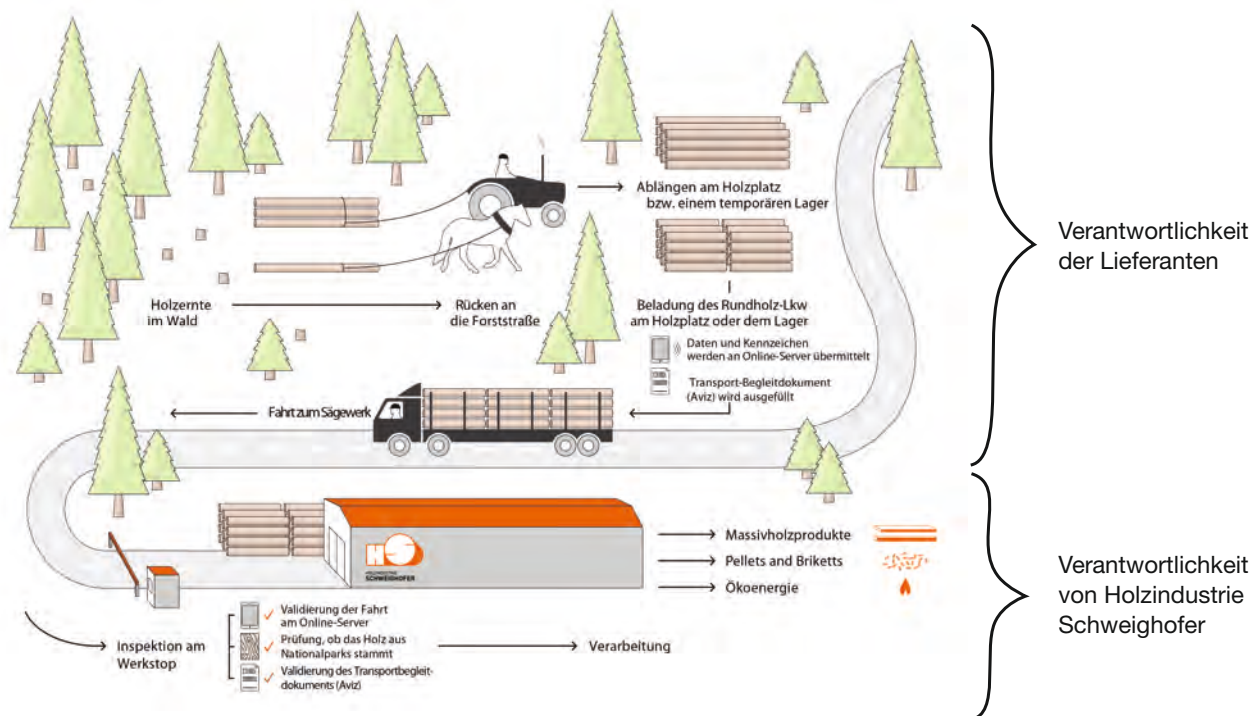 Ablängen am Holzplatz
bzw. einem temporären Lager
Verantwortlichkeit
der Lieferanten
Holzernte
im Wald
Rücken an
die Forststraße
Beladung des Rundholz-Lkw
am Holzplatz oder dem Lager
Daten und Kennzeichen
werden an Online-Server übermittelt
Transport-Begleitdokument
(Aviz) wird ausgefüllt
Fahrt zum Sägewerk
HS
HOLZINDUSTRIE
SCHWEIGHOFER
Massivholzprodukte
Pellets and Briketts
Ökoenergie
Verantwortlichkeit
von Holzindustrie
Schweighofer
Inspektion am
Werkstop
Validierung der Fahrt
am Online-Server
Prüfung, ob das Holz aus
Nationalparks stammt
Validierung des Transportbegleit-
dokuments (Aviz)
Verarbeitung